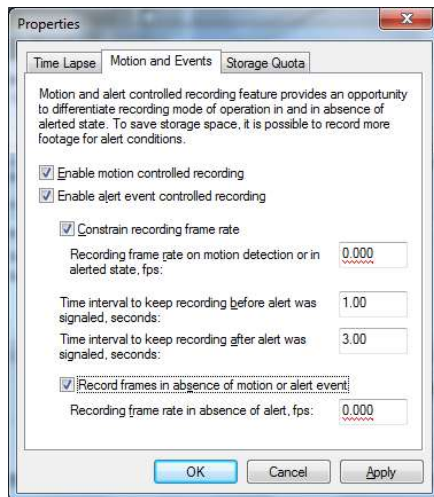 Properties
Time Lapse Motion and Events Storage Quota
Motion and alert controlled recording feature provides an opportunity
to differentiate recording mode of operation in and in absence of
alerted state. To save storage space, it is possible to record more
footage for alert conditions.
Enable motion controlled recording
Enable alert event controlled recording
Constrain recording frame rate
Recording frame rate on motion detection or in
alerted state, fps:
0.000
Time interval to keep recording before alert was
signaled, seconds:
1.00
Time interval to keep recording after alert was
signaled, seconds:
3.00
Record frames in absence of motion or alert event
Recording frame rate in absence of alert, fps: 0.000
OK Cancel Apply